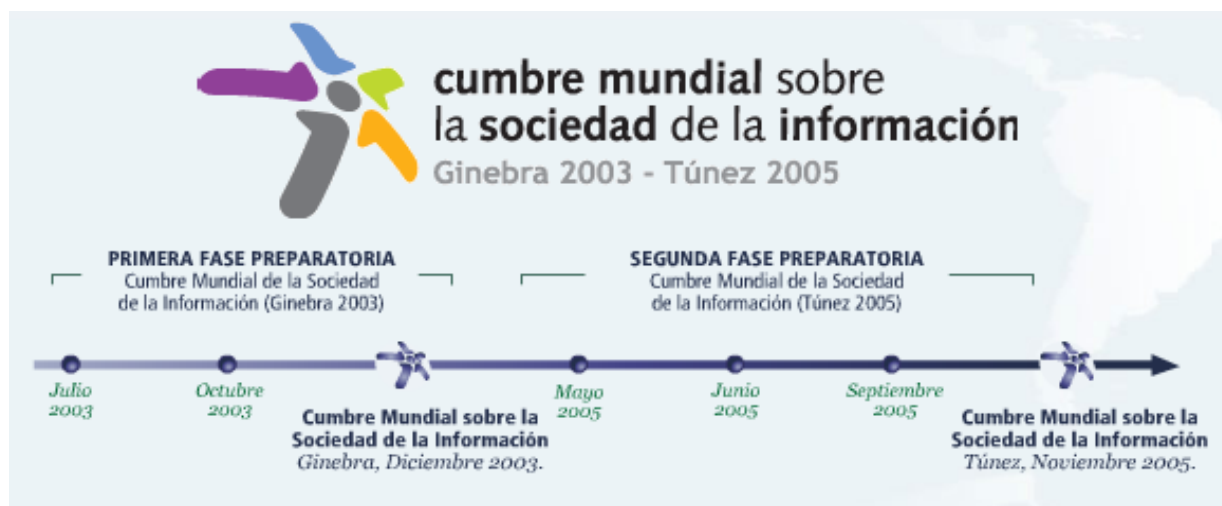 cumbre mundial sobre
la sociedad de la información
Ginebra 2003 - Túnez 2005
PRIMERA FASE PREPARATORIA
Cumbre Mundial de la Sociedad
de la Información (Ginebra 2003)
SEGUNDA FASE PREPARATORIA
Cumbre Mundial de la Sociedad
de la Información (Túnez 2005)
Julio
2003
Octubre
2003
Cumbre Mundial sobre la
Sociedad de la Información
Ginebra, Diciembre 2003.
Mayo
2005
Junio
2005
Septiembre
2005
Cumbre Mundial sobre la
Sociedad de la Información
Túnez, Noviembre 2005.